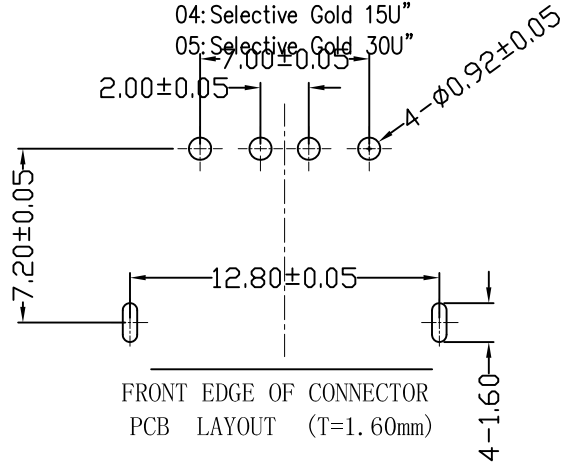 04:Selective Gold 15U"
05:Selective Gold 30U"
7.00±0.05
2.00±0.05
4-Ø0.92±0.05
7.20±0.05
12.80±0.05
4-1.60
FRONT EDGE OF CONNECTOR
PCB LAYOUT (T=1.60mm)